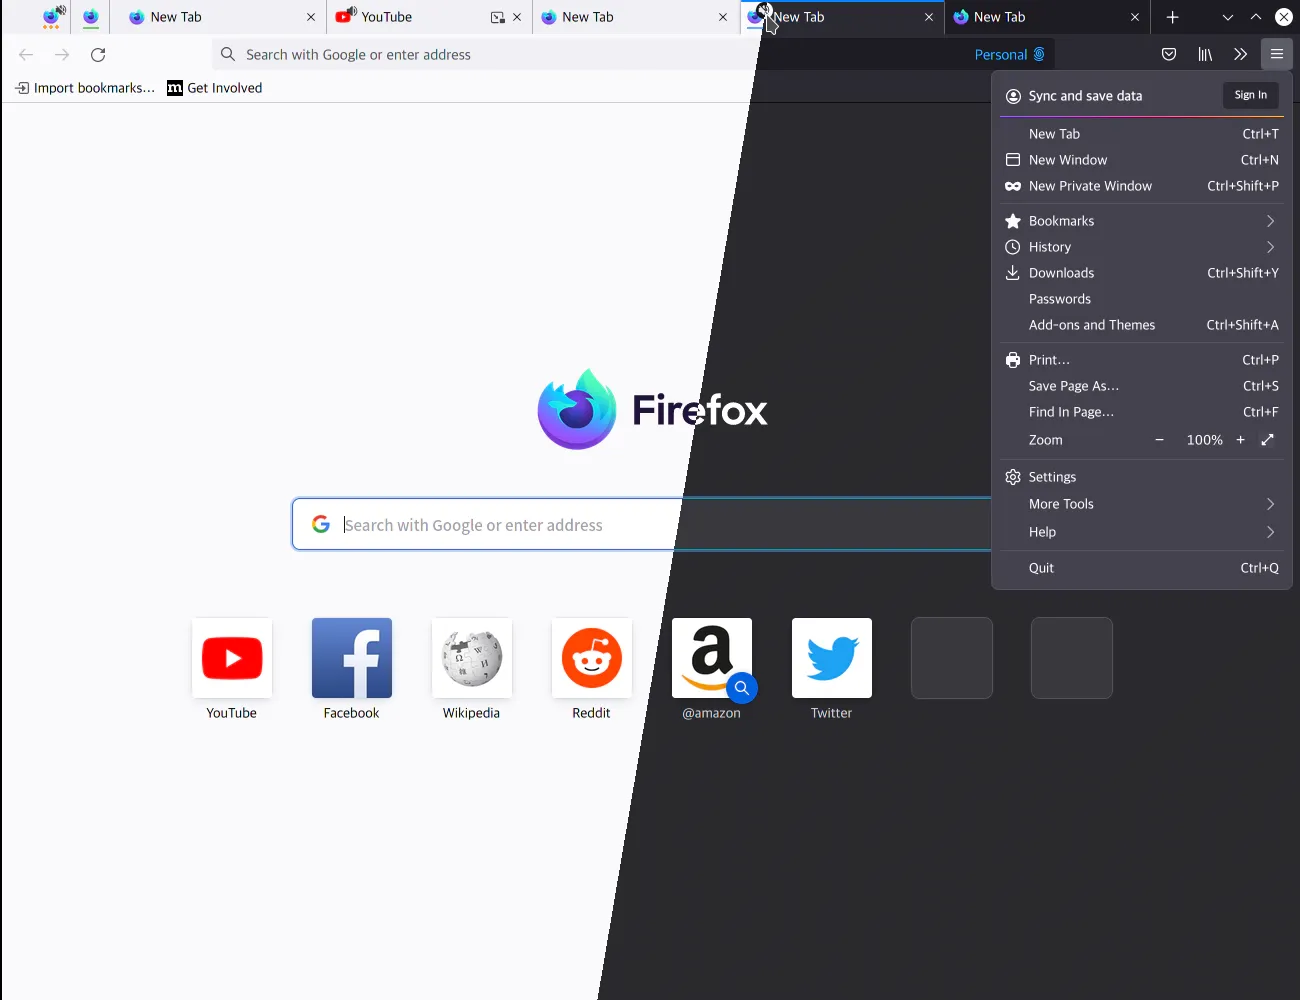 New Tab
YouTube
New Tab
New Tab
New Tab
Search with Google or enter address
Personal
Import bookmarks...
m Get Involved
Sync and save data
Sign In
New Tab Ctrl+T
New Window Ctrl+N
New Private Window Ctrl+Shift+P
Bookmarks
History
Downloads Ctrl+Shift+Y
Passwords
Add-ons and Themes Ctrl+Shift+A
Print... Ctrl+P
Save Page As... Ctrl+S
Find In Page... Ctrl+F
Zoom − 100% +
Settings
More Tools
Help
Quit Ctrl+Q
Firefox
Search with Google or enter address
YouTube
Facebook
Wikipedia
Reddit
@amazon
Twitter